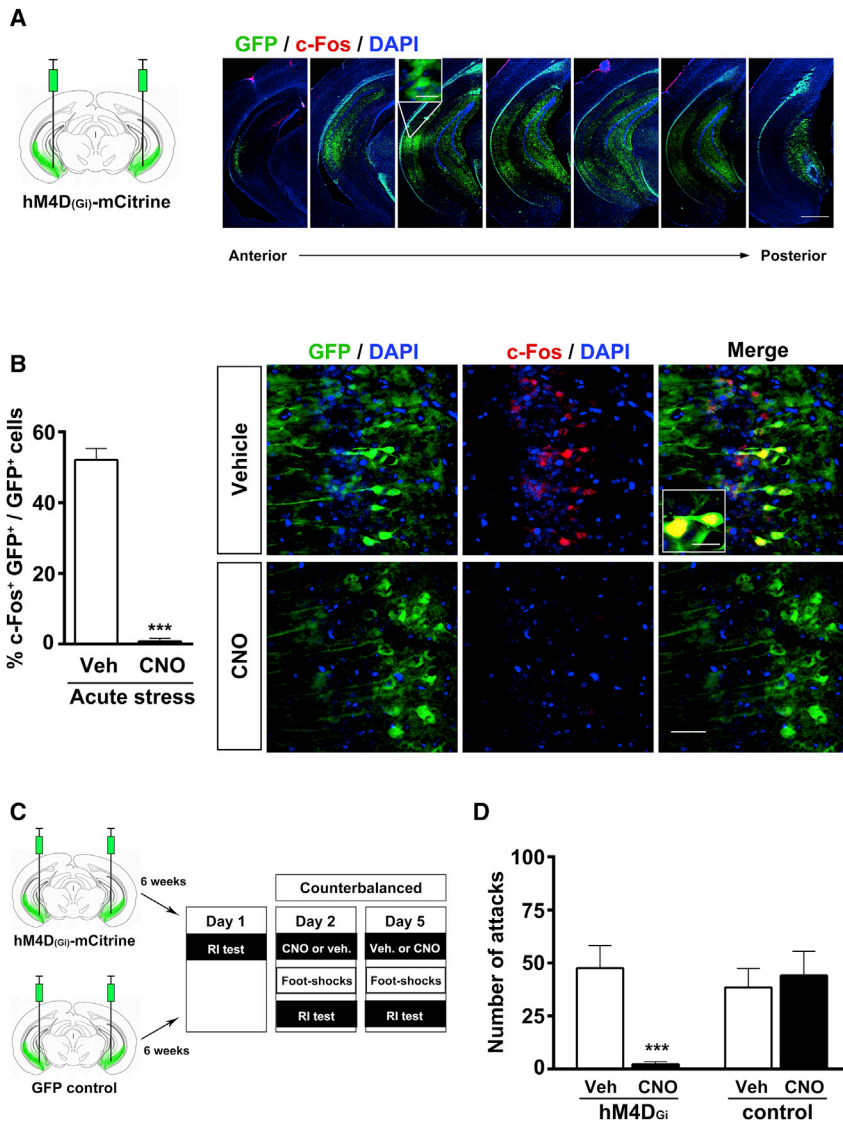 A
GFP / c-Fos / DAPI
hM4D(Gi)-mCitrine
Anterior
Posterior
B
% c-Fos+ GFP+ / GFP+ cells
60
40
20
0
***
Veh
CNO
Acute stress
GFP / DAPI
c-Fos / DAPI
Merge
Vehicle
CNO
C
hM4D(Gi)-mCitrine
6 weeks
GFP control
6 weeks
Counterbalanced
Day 1
Day 2
Day 5
RI test
CNO or veh.
Veh. or CNO
Foot-shocks
Foot-shocks
RI test
RI test
D
Number of attacks
100
75
50
25
0
***
Veh
CNO
Veh
CNO
hM4DGi
control